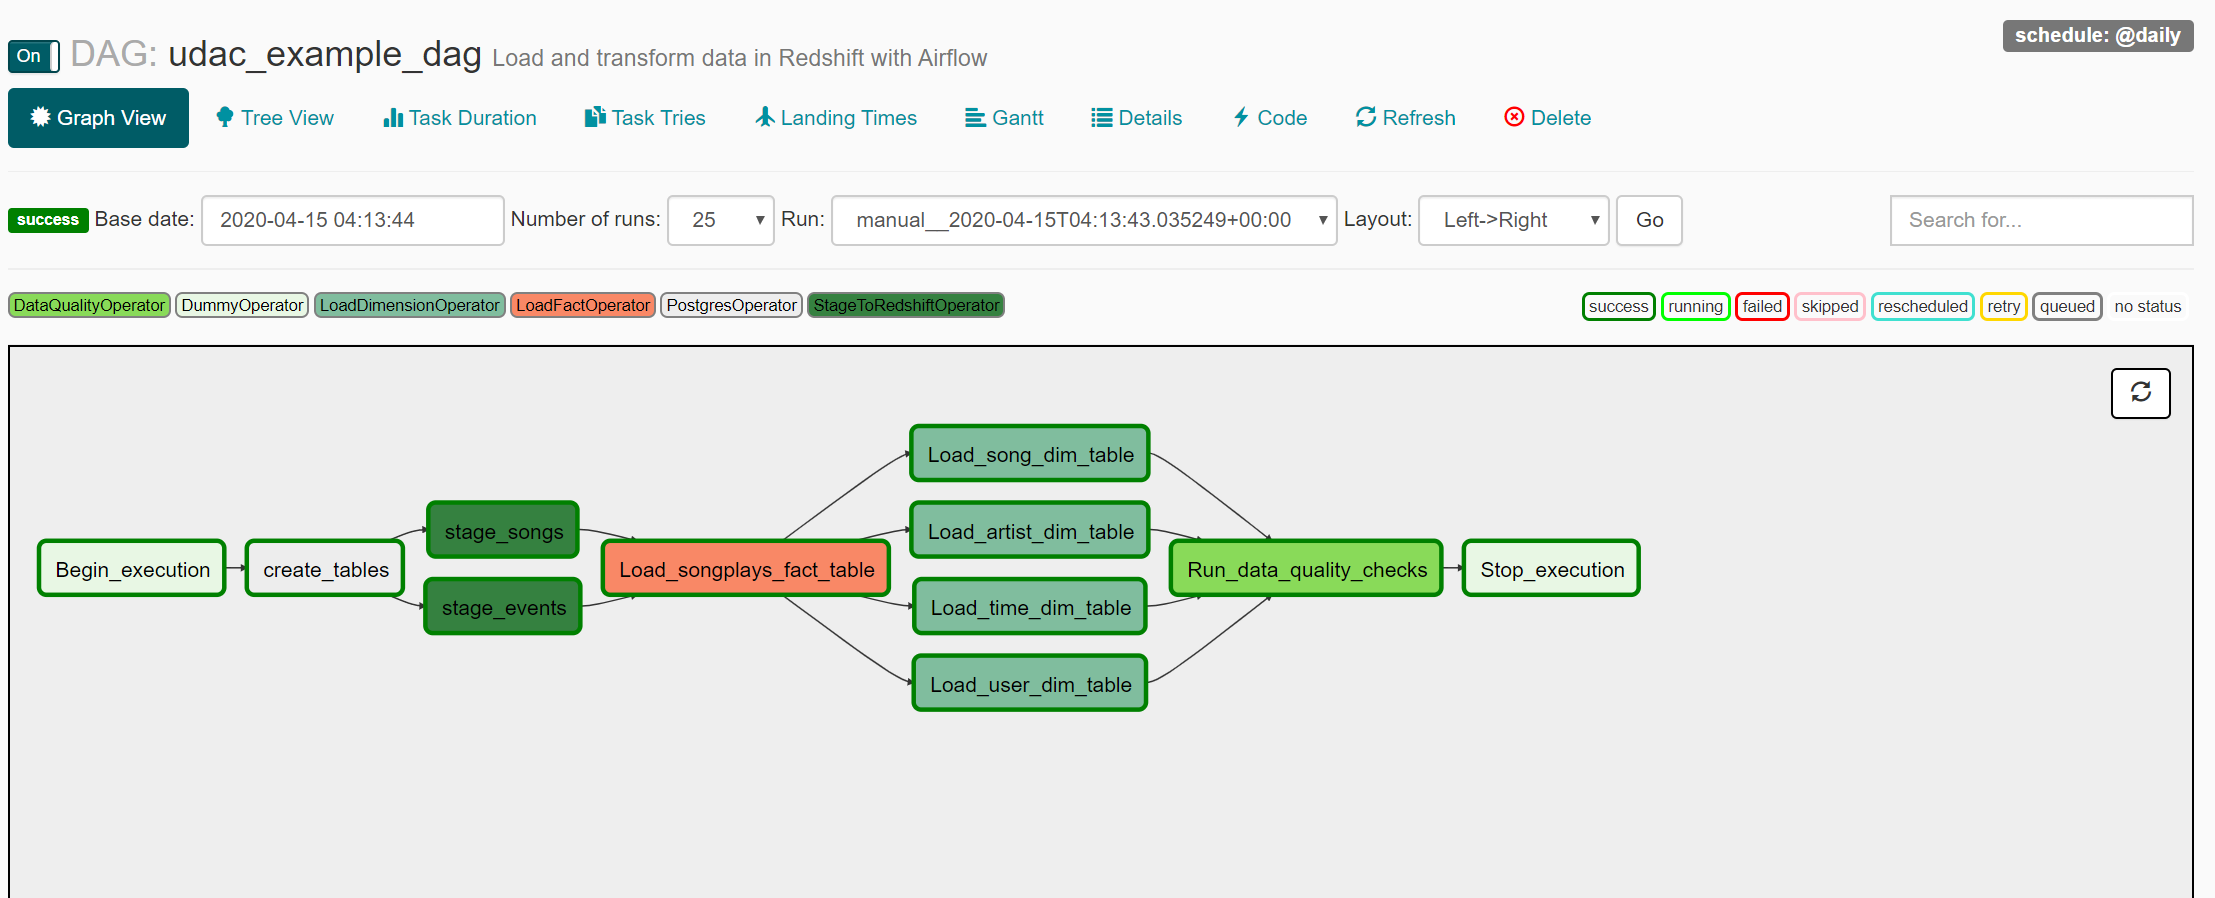 On DAG: udac_example_dag Load and transform data in Redshift with Airflow schedule: @daily
Graph View Tree View Task Duration Task Tries Landing Times Gantt Details Code Refresh Delete
success Base date: 2020-04-15 04:13:44 Number of runs: 25 Run: manual__2020-04-15T04:13:43.035249+00:00 Layout: Left->Right Go Search for...
DataQualityOperator DummyOperator LoadDimensionOperator LoadFactOperator PostgresOperator StageToRedshiftOperator success running failed skipped rescheduled retry queued no status
Load_song_dim_table
stage_songs Load_artist_dim_table
Begin_execution create_tables Load_songplays_fact_table Run_data_quality_checks Stop_execution
stage_events Load_time_dim_table
Load_user_dim_table